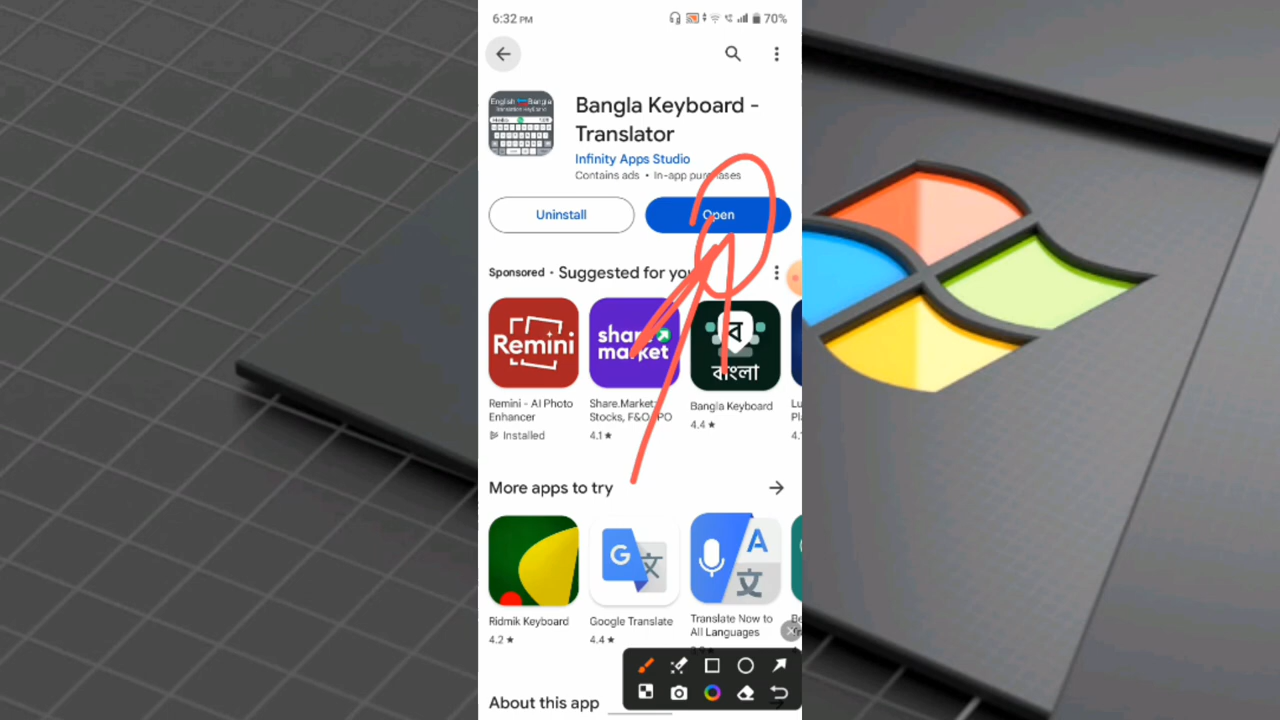 6:32 PM
70%
English Bangla
Bangla Keyboard -
Translator
Infinity Apps Studio
Contains ads • In-app purchases
Uninstall
Open
Sponsored · Suggested for you
Remini
share
market
বাংলা
Remini - AI Photo
Enhancer
Installed
Share.Market:
Stocks, F&O
4.1★
Bangla Keyboard
4.4★
More apps to try
G
A
文
Ridmik Keyboard
4.2★
Google Translate
4.4★
Translate Now to
All Languages
About this app